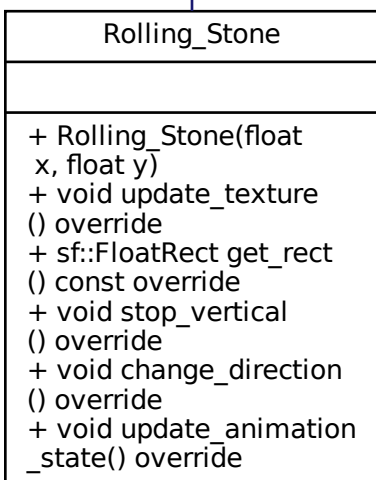 Rolling_Stone
+ Rolling_Stone(float
x, float y)
+ void update_texture
() override
+ sf::FloatRect get_rect
() const override
+ void stop_vertical
() override
+ void change_direction
() override
+ void update_animation
_state() override